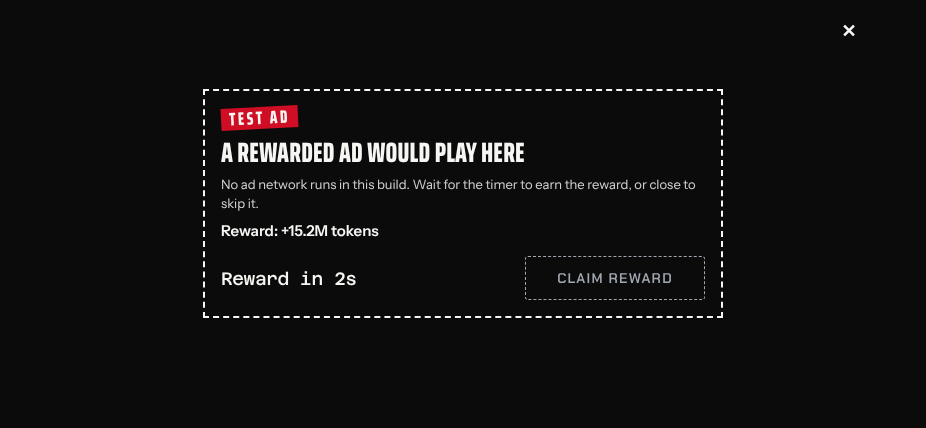 ×
TEST AD
A REWARDED AD WOULD PLAY HERE
No ad network runs in this build. Wait for the timer to earn the reward, or close to
skip it.
Reward: +15.2M tokens
Reward in 2s
CLAIM REWARD